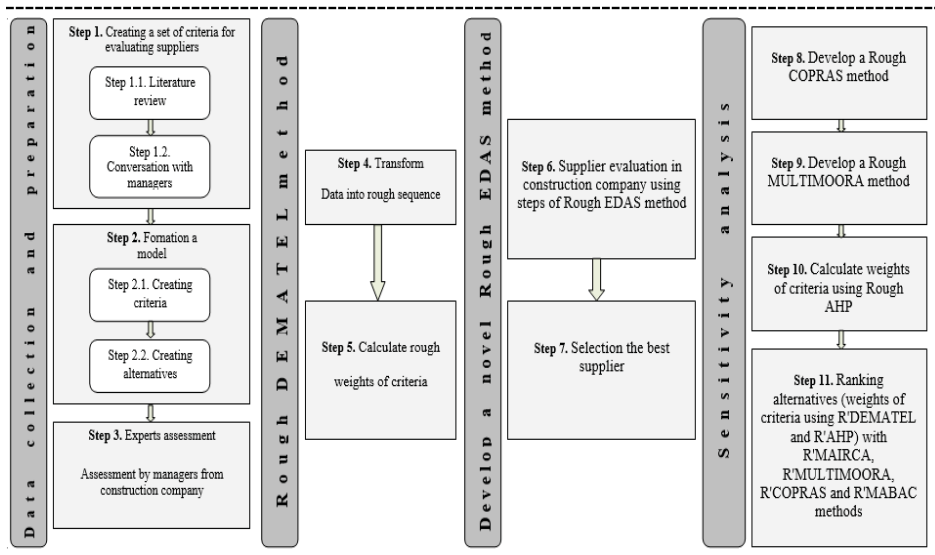 Data collection and preparation
Step 1. Creating a set of criteria for
evaluating suppliers
Step 1.1. Literature
review
Step 1.2.
Conversation with
managers
Step 2. Fomation a
model
Step 2.1. Creating
criteria
Step 2.2. Creating
alternatives
Step 3. Experts assessment
Assessment by managers from
construction company
Rough DEMATEL method
Step 4. Transform
Data into rough sequence
Step 5. Calculate rough
weights of criteria
Develop a novel Rough EDAS method
Step 6. Supplier evaluation in
construction company using
steps of Rough EDAS method
Step 7. Selection the best
supplier
Sensitivity analysis
Step 8. Develop a Rough
COPRAS method
Step 9. Develop a Rough
MULTIMOORA method
Step 10. Calculate weights
of criteria using Rough
AHP
Step 11. Ranking
alternatives (weights of
criteria using R'DEMATEL
and R'AHP) with
R'MAIRCA,
R'MULTIMOORA,
R'COPRAS and R'MABAC
methods